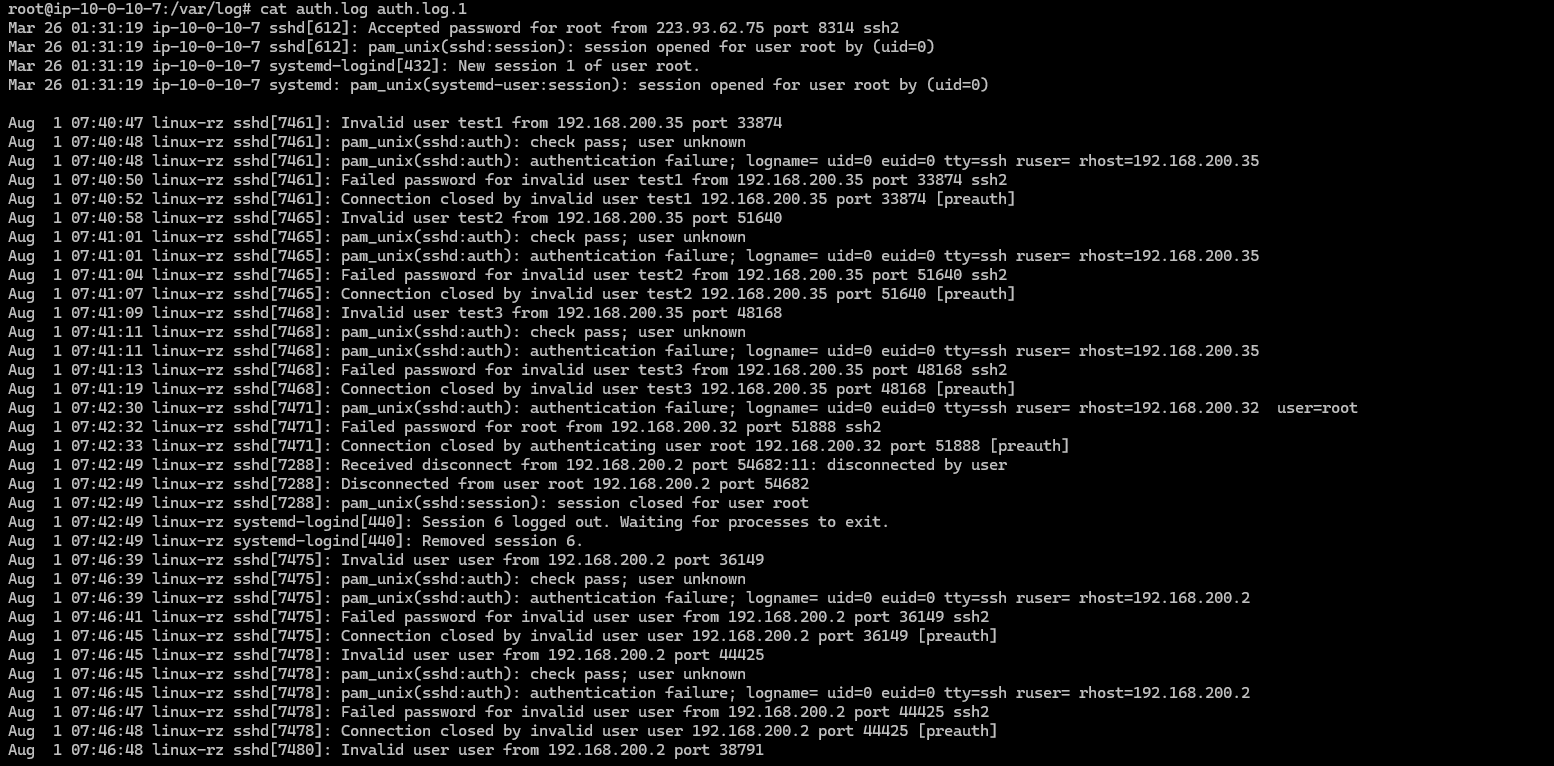 root@ip-10-0-10-7:/var/log# cat auth.log auth.log.1
Mar 26 01:31:19 ip-10-0-10-7 sshd[612]: Accepted password for root from 223.93.62.75 port 8314 ssh2
Mar 26 01:31:19 ip-10-0-10-7 sshd[612]: pam_unix(sshd:session): session opened for user root by (uid=0)
Mar 26 01:31:19 ip-10-0-10-7 systemd-logind[432]: New session 1 of user root.
Mar 26 01:31:19 ip-10-0-10-7 systemd: pam_unix(systemd-user:session): session opened for user root by (uid=0)

Aug  1 07:40:47 linux-rz sshd[7461]: Invalid user test1 from 192.168.200.35 port 33874
Aug  1 07:40:48 linux-rz sshd[7461]: pam_unix(sshd:auth): check pass; user unknown
Aug  1 07:40:48 linux-rz sshd[7461]: pam_unix(sshd:auth): authentication failure; logname= uid=0 euid=0 tty=ssh ruser= rhost=192.168.200.35
Aug  1 07:40:50 linux-rz sshd[7461]: Failed password for invalid user test1 from 192.168.200.35 port 33874 ssh2
Aug  1 07:40:52 linux-rz sshd[7461]: Connection closed by invalid user test1 192.168.200.35 port 33874 [preauth]
Aug  1 07:40:58 linux-rz sshd[7465]: Invalid user test2 from 192.168.200.35 port 51640
Aug  1 07:41:01 linux-rz sshd[7465]: pam_unix(sshd:auth): check pass; user unknown
Aug  1 07:41:01 linux-rz sshd[7465]: pam_unix(sshd:auth): authentication failure; logname= uid=0 euid=0 tty=ssh ruser= rhost=192.168.200.35
Aug  1 07:41:04 linux-rz sshd[7465]: Failed password for invalid user test2 from 192.168.200.35 port 51640 ssh2
Aug  1 07:41:07 linux-rz sshd[7465]: Connection closed by invalid user test2 192.168.200.35 port 51640 [preauth]
Aug  1 07:41:09 linux-rz sshd[7468]: Invalid user test3 from 192.168.200.35 port 48168
Aug  1 07:41:11 linux-rz sshd[7468]: pam_unix(sshd:auth): check pass; user unknown
Aug  1 07:41:11 linux-rz sshd[7468]: pam_unix(sshd:auth): authentication failure; logname= uid=0 euid=0 tty=ssh ruser= rhost=192.168.200.35
Aug  1 07:41:13 linux-rz sshd[7468]: Failed password for invalid user test3 from 192.168.200.35 port 48168 ssh2
Aug  1 07:41:19 linux-rz sshd[7468]: Connection closed by invalid user test3 192.168.200.35 port 48168 [preauth]
Aug  1 07:42:30 linux-rz sshd[7471]: pam_unix(sshd:auth): authentication failure; logname= uid=0 euid=0 tty=ssh ruser= rhost=192.168.200.32  user=root
Aug  1 07:42:32 linux-rz sshd[7471]: Failed password for root from 192.168.200.32 port 51888 ssh2
Aug  1 07:42:33 linux-rz sshd[7471]: Connection closed by authenticating user root 192.168.200.32 port 51888 [preauth]
Aug  1 07:42:49 linux-rz sshd[7288]: Received disconnect from 192.168.200.2 port 54682:11: disconnected by user
Aug  1 07:42:49 linux-rz sshd[7288]: Disconnected from user root 192.168.200.2 port 54682
Aug  1 07:42:49 linux-rz sshd[7288]: pam_unix(sshd:session): session closed for user root
Aug  1 07:42:49 linux-rz systemd-logind[440]: Session 6 logged out. Waiting for processes to exit.
Aug  1 07:42:49 linux-rz systemd-logind[440]: Removed session 6.
Aug  1 07:46:39 linux-rz sshd[7475]: Invalid user user from 192.168.200.2 port 36149
Aug  1 07:46:39 linux-rz sshd[7475]: pam_unix(sshd:auth): check pass; user unknown
Aug  1 07:46:39 linux-rz sshd[7475]: pam_unix(sshd:auth): authentication failure; logname= uid=0 euid=0 tty=ssh ruser= rhost=192.168.200.2
Aug  1 07:46:41 linux-rz sshd[7475]: Failed password for invalid user user from 192.168.200.2 port 36149 ssh2
Aug  1 07:46:45 linux-rz sshd[7475]: Connection closed by invalid user user 192.168.200.2 port 36149 [preauth]
Aug  1 07:46:45 linux-rz sshd[7478]: Invalid user user from 192.168.200.2 port 44425
Aug  1 07:46:45 linux-rz sshd[7478]: pam_unix(sshd:auth): check pass; user unknown
Aug  1 07:46:45 linux-rz sshd[7478]: pam_unix(sshd:auth): authentication failure; logname= uid=0 euid=0 tty=ssh ruser= rhost=192.168.200.2
Aug  1 07:46:47 linux-rz sshd[7478]: Failed password for invalid user user from 192.168.200.2 port 44425 ssh2
Aug  1 07:46:48 linux-rz sshd[7478]: Connection closed by invalid user user 192.168.200.2 port 44425 [preauth]
Aug  1 07:46:48 linux-rz sshd[7480]: Invalid user user from 192.168.200.2 port 38791